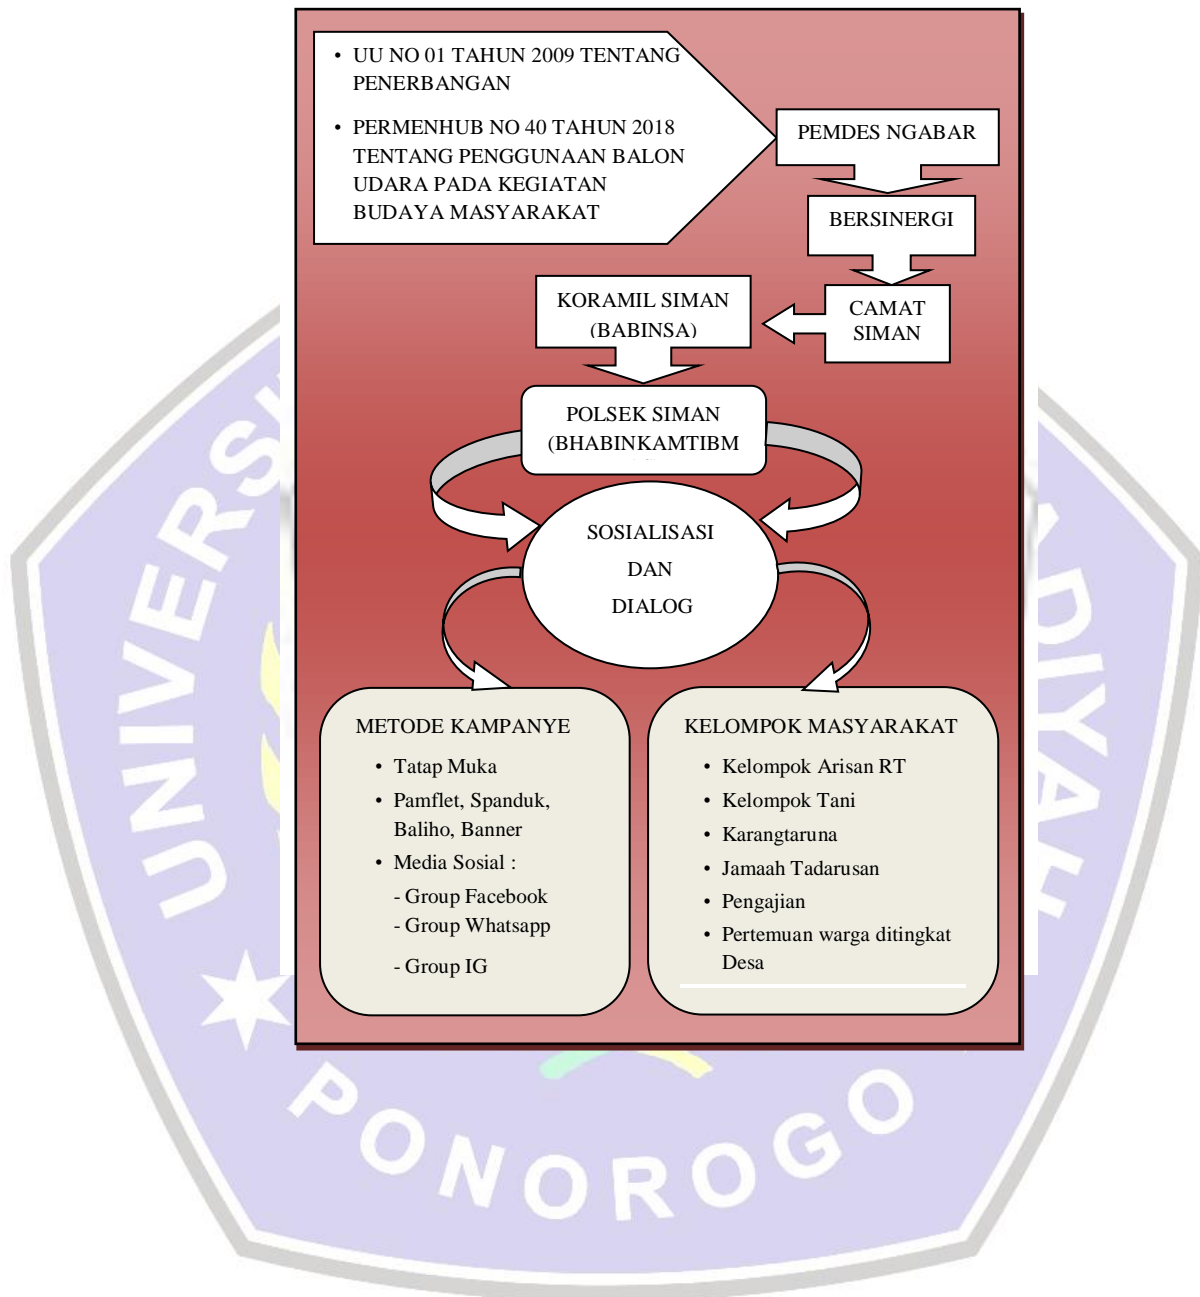 • UU NO 01 TAHUN 2009 TENTANG
PENERBANGAN
• PERMENHUB NO 40 TAHUN 2018
TENTANG PENGGUNAAN BALON
UDARA PADA KEGIATAN
BUDAYA MASYARAKAT
PEMDES NGABAR
BERSINERGI
CAMAT
SIMAN
KORAMIL SIMAN
(BABINSA)
POLSEK SIMAN
(BHABINKAMTIBM
SOSIALISASI
DAN
DIALOG
METODE KAMPANYE
• Tatap Muka
• Pamflet, Spanduk,
Baliho, Banner
• Media Sosial :
- Group Facebook
- Group Whatsapp
- Group IG
KELOMPOK MASYARAKAT
• Kelompok Arisan RT
• Kelompok Tani
• Karangtaruna
• Jamaah Tadarusan
• Pengajian
• Pertemuan warga ditingkat
Desa
PONOROGO